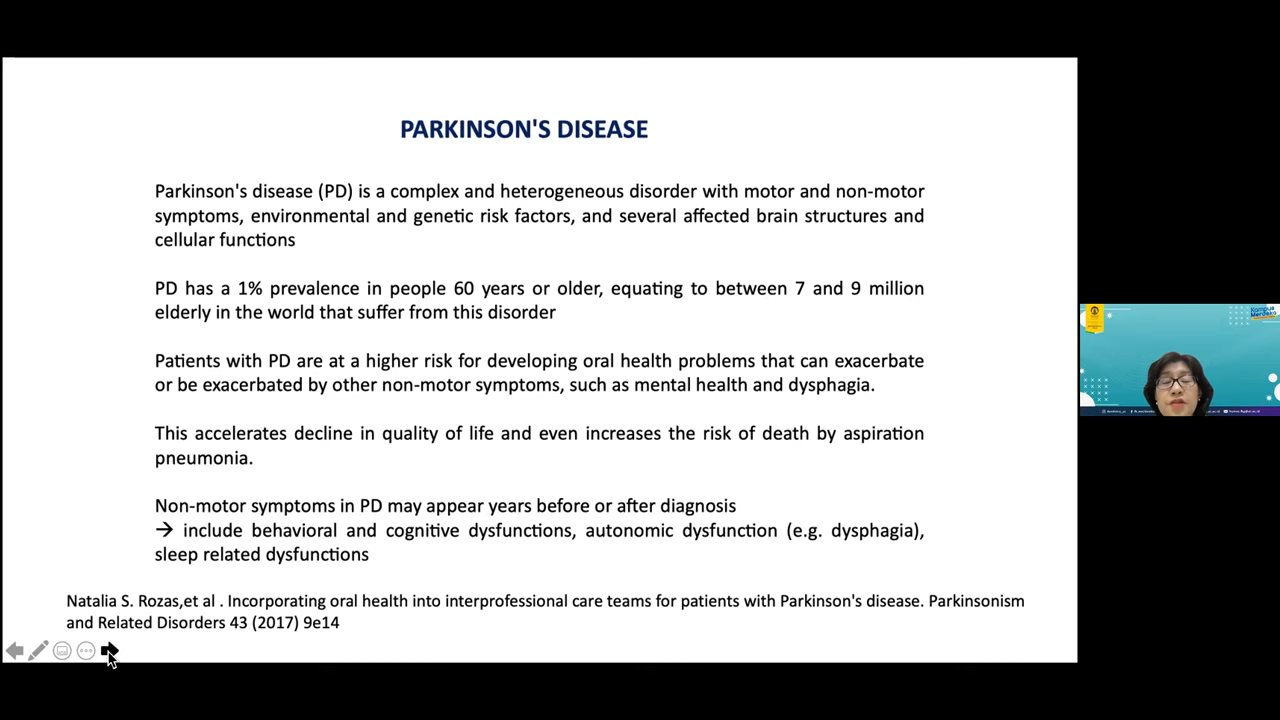 PARKINSON'S DISEASE
Parkinson's disease (PD) is a complex and heterogeneous disorder with motor and non-motor
symptoms, environmental and genetic risk factors, and several affected brain structures and
cellular functions
PD has a 1% prevalence in people 60 years or older, equating to between 7 and 9 million
elderly in the world that suffer from this disorder
Patients with PD are at a higher risk for developing oral health problems that can exacerbate
or be exacerbated by other non-motor symptoms, such as mental health and dysphagia.
This accelerates decline in quality of life and even increases the risk of death by aspiration
pneumonia.
Non-motor symptoms in PD may appear years before or after diagnosis
→ include behavioral and cognitive dysfunctions, autonomic dysfunction (e.g. dysphagia),
sleep related dysfunctions
Natalia S. Rozas,et al . Incorporating oral health into interprofessional care teams for patients with Parkinson's disease. Parkinsonism
and Related Disorders 43 (2017) 9e14
Kampus
Merdeka